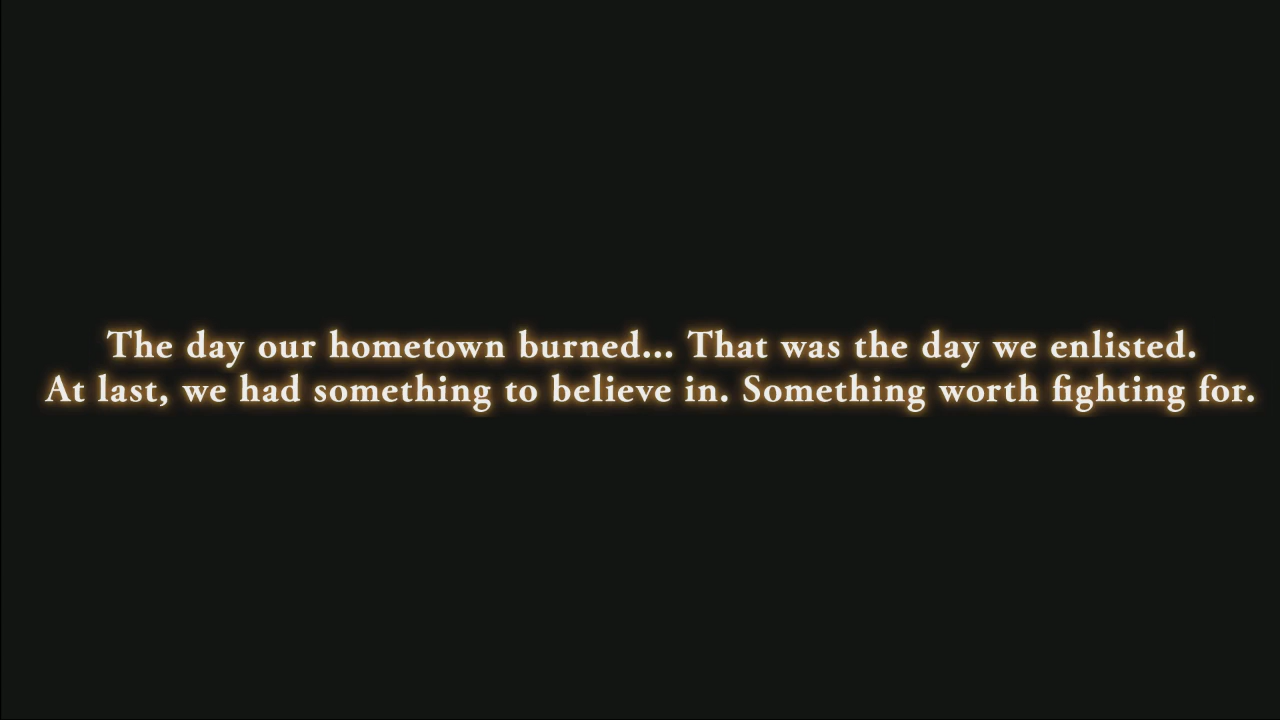 The day our hometown burned... That was the day we enlisted.
At last, we had something to believe in. Something worth fighting for.